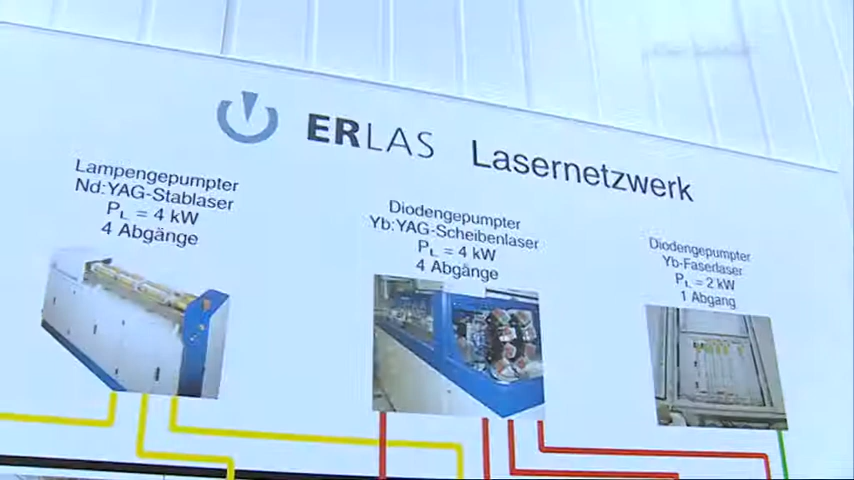 ERLAS Lasernetzwerk
Lampengepumpter
Nd:YAG-Stablaser
PL = 4 kW
4 Abgänge
Diodengepumpter
Yb:YAG-Scheibenlaser
PL = 4 kW
4 Abgänge
Diodengepumpter
Yb-Faserlaser
PL = 2 kW
1 Abgang